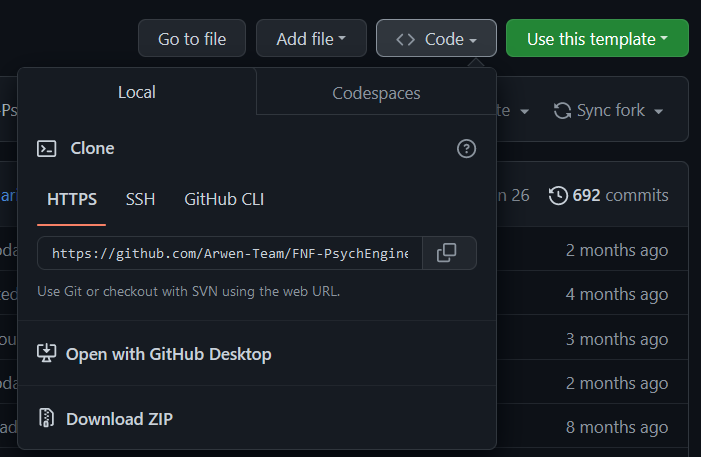 Go to file Add file Code Use this template
Local Codespaces
Sync fork
Clone
HTTPS SSH GitHub CLI
26 692 commits
https://github.com/Arwen-Team/FNF-PsychEngine
2 months ago
Use Git or checkout with SVN using the web URL.
4 months ago
3 months ago
Open with GitHub Desktop
2 months ago
Download ZIP
8 months ago